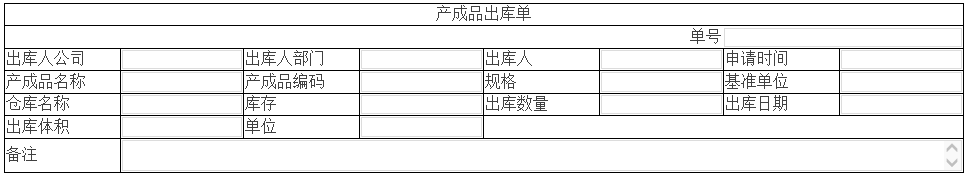 产成品出库单
单号
出库人公司 出库人部门 出库人 申请时间
产成品名称 产成品编码 规格 基准单位
仓库名称 库存 出库数量 出库日期
出库体积 单位
备注